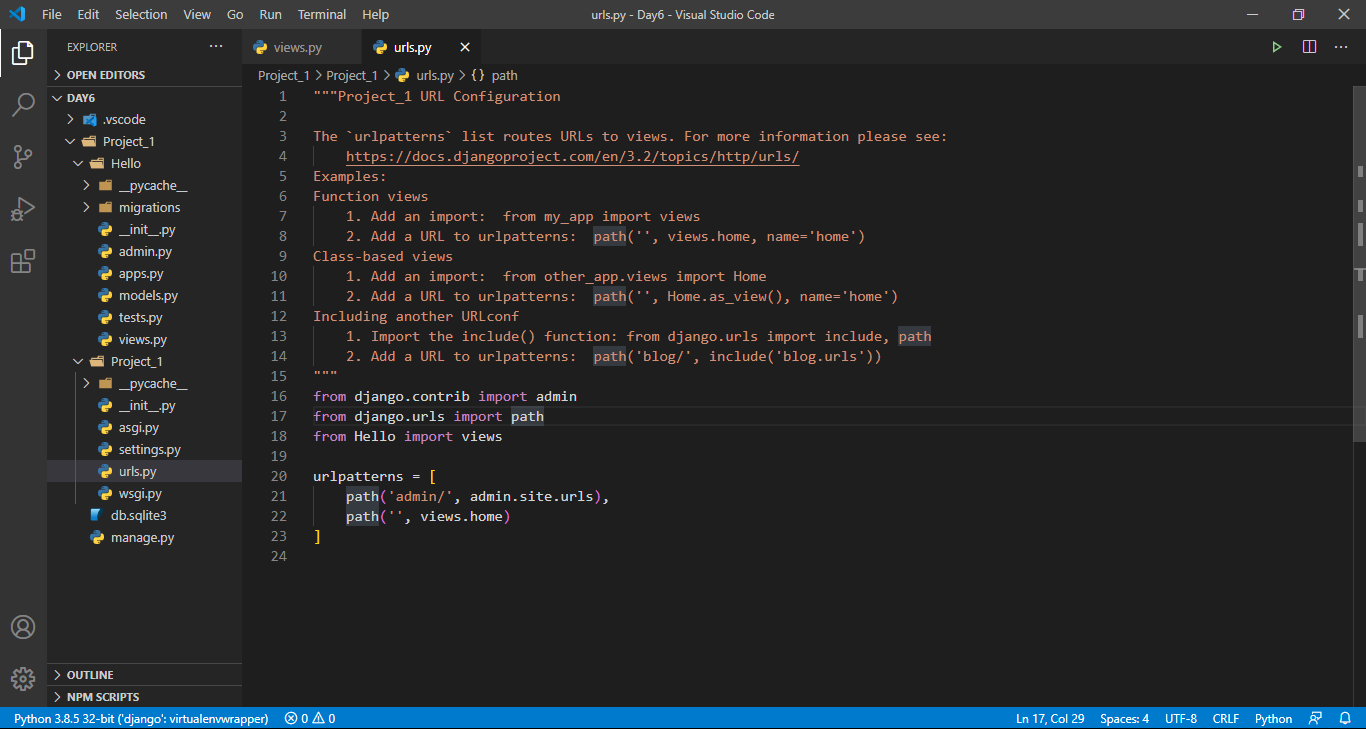 File Edit Selection View Go Run Terminal Help urls.py - Day6 - Visual Studio Code
EXPLORER
OPEN EDITORS
DAY6
.vscode
Project_1
Hello
__pycache__
migrations
__init__.py
admin.py
apps.py
models.py
tests.py
views.py
Project_1
__pycache__
__init__.py
asgi.py
settings.py
urls.py
wsgi.py
db.sqlite3
manage.py
OUTLINE
NPM SCRIPTS
views.py urls.py
Project_1 > Project_1 > urls.py > {} path
1 """Project_1 URL Configuration
2
3 The `urlpatterns` list routes URLs to views. For more information please see:
4     https://docs.djangoproject.com/en/3.2/topics/http/urls/
5 Examples:
6 Function views
7     1. Add an import:  from my_app import views
8     2. Add a URL to urlpatterns:  path('', views.home, name='home')
9 Class-based views
10     1. Add an import:  from other_app.views import Home
11     2. Add a URL to urlpatterns:  path('', Home.as_view(), name='home')
12 Including another URLconf
13     1. Import the include() function: from django.urls import include, path
14     2. Add a URL to urlpatterns:  path('blog/', include('blog.urls'))
15 """
16 from django.contrib import admin
17 from django.urls import path
18 from Hello import views
19
20 urlpatterns = [
21     path('admin/', admin.site.urls),
22     path('', views.home)
23 ]
24
Python 3.8.5 32-bit ('django': virtualenvwrapper) 0 0 Ln 17, Col 29 Spaces: 4 UTF-8 CRLF Python